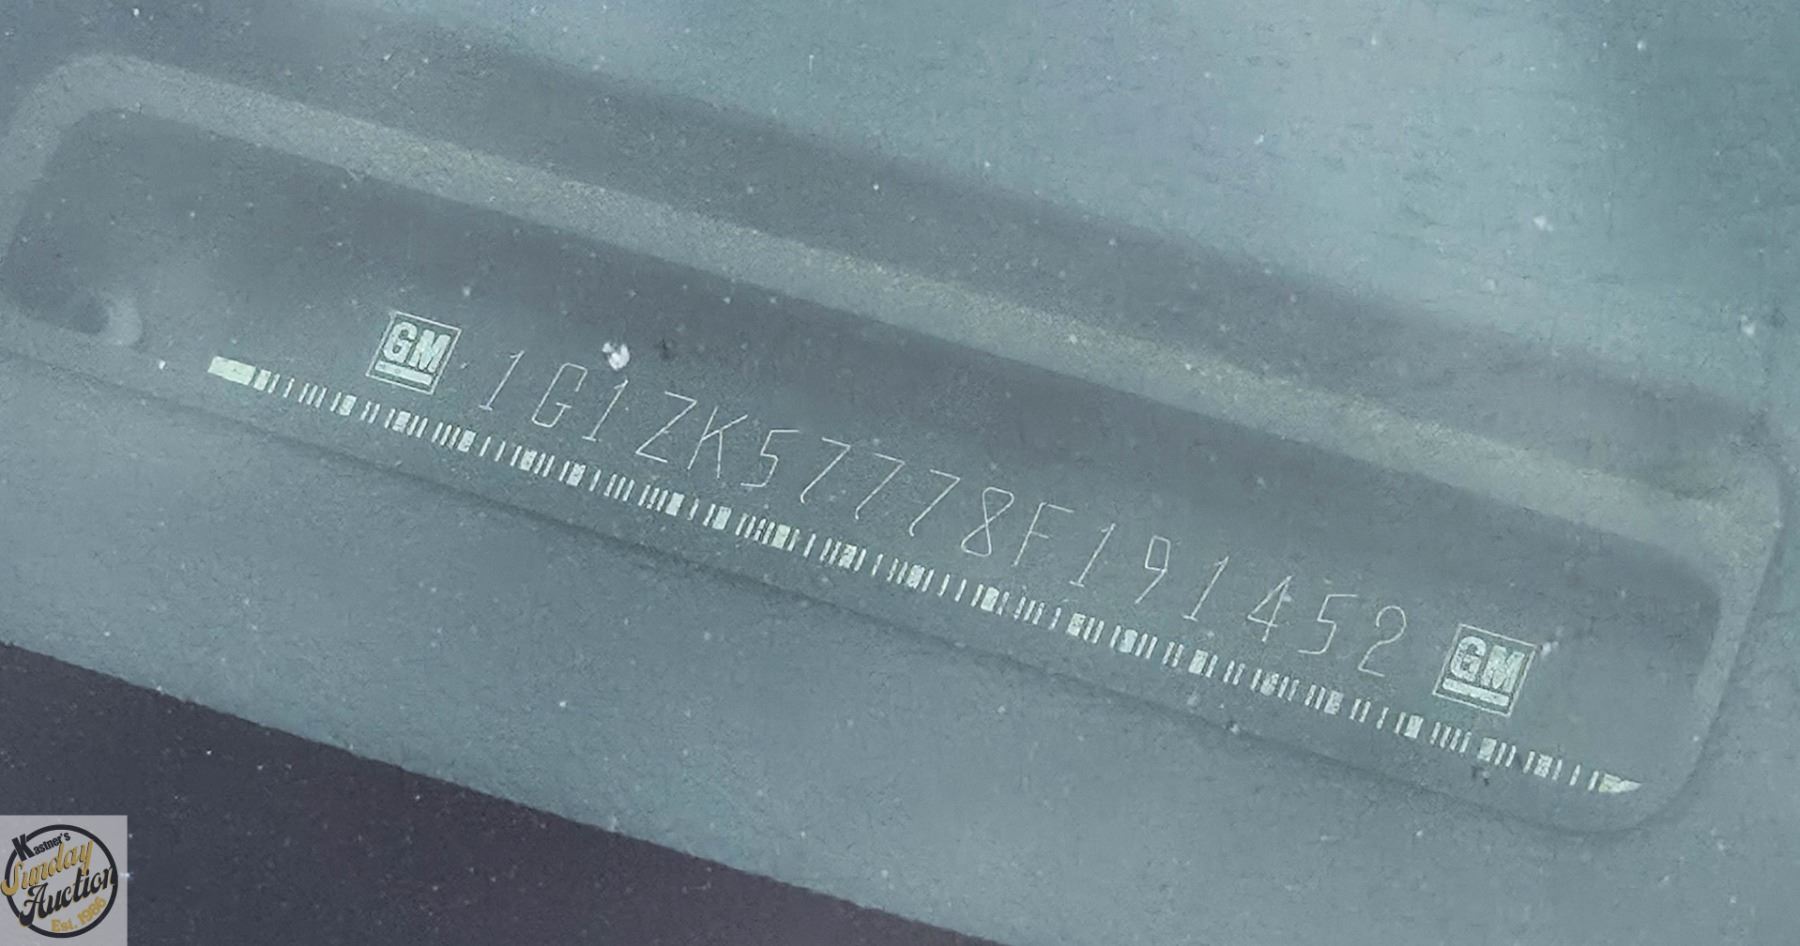 GM 1G1ZK57778F191452 GM
Kastner's
Sunday
Auction
Est. 1986